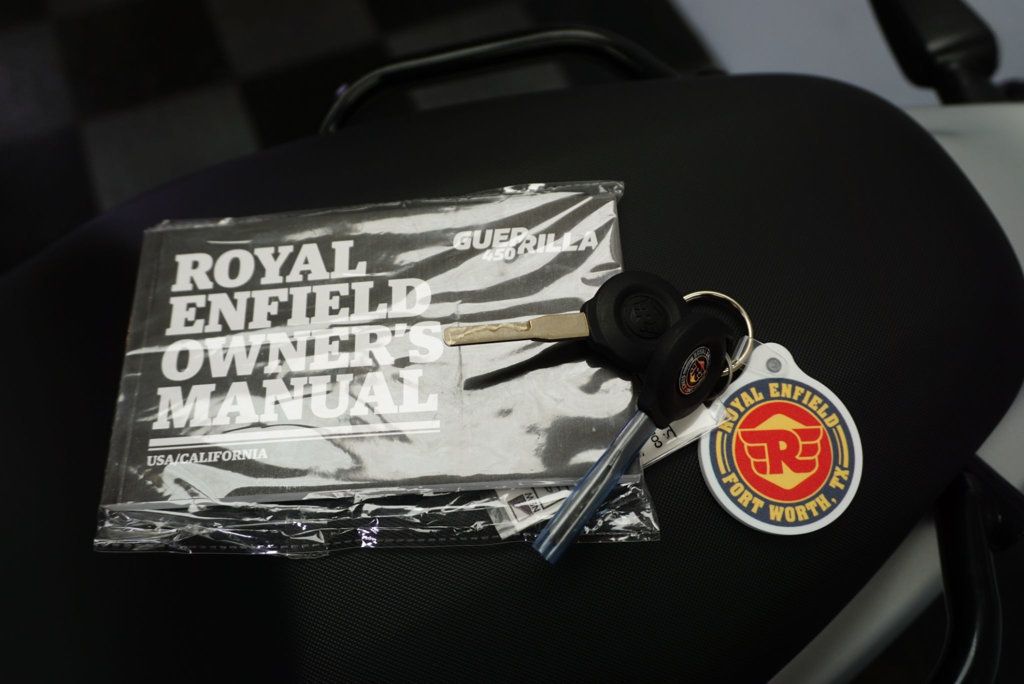 ROYAL
ENFIELD
OWNER'S
MANUAL
USA/CALIFORNIA
GUERRILLA
450
ROYAL ENFIELD
R
FORT WORTH, TX